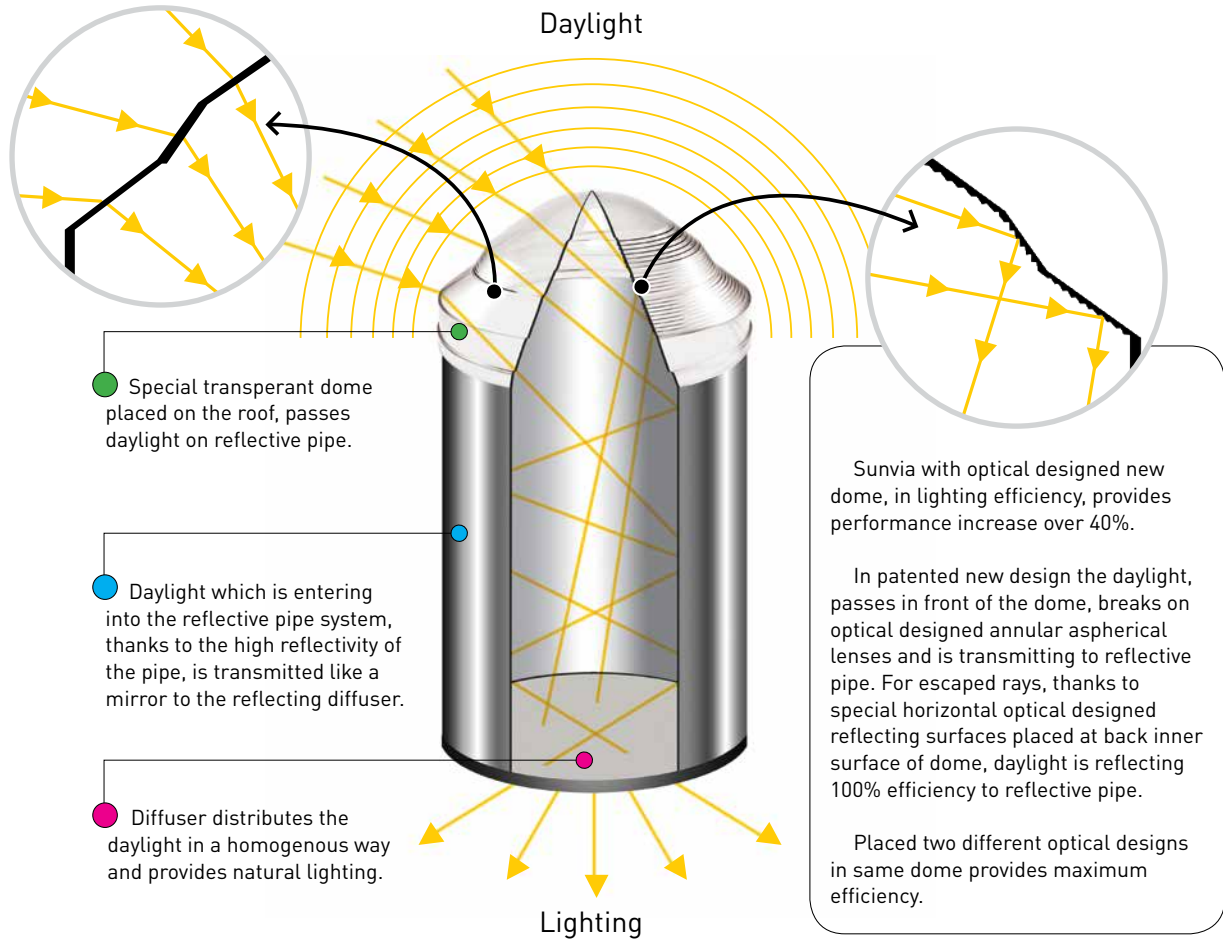 Daylight
Special transperant dome
placed on the roof, passes
daylight on reflective pipe.
Daylight which is entering
into the reflective pipe system,
thanks to the high reflectivity of
the pipe, is transmitted like a
mirror to the reflecting diffuser.
Diffuser distributes the
daylight in a homogenous way
and provides natural lighting.
Sunvia with optical designed new
dome, in lighting efficiency, provides
performance increase over 40%.
In patented new design the daylight,
passes in front of the dome, breaks on
optical designed annular aspherical
lenses and is transmitting to reflective
pipe. For escaped rays, thanks to
special horizontal optical designed
reflecting surfaces placed at back inner
surface of dome, daylight is reflecting
100% efficiency to reflective pipe.
Placed two different optical designs
in same dome provides maximum
efficiency.
Lighting